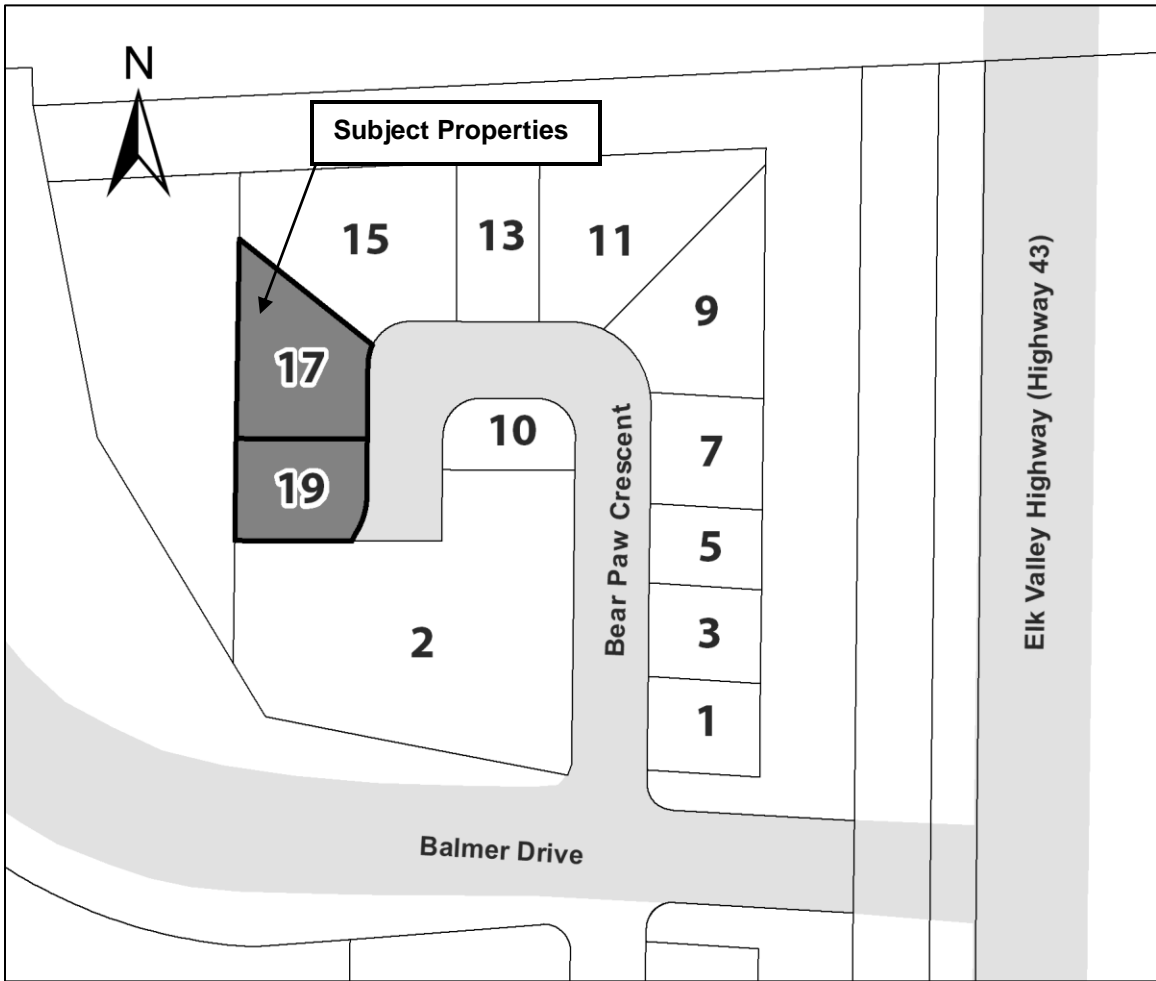 N
Subject Properties
15
13
11
9
17
10
7
19
5
3
2
1
Bear Paw Crescent
Elk Valley Highway (Highway 43)
Balmer Drive